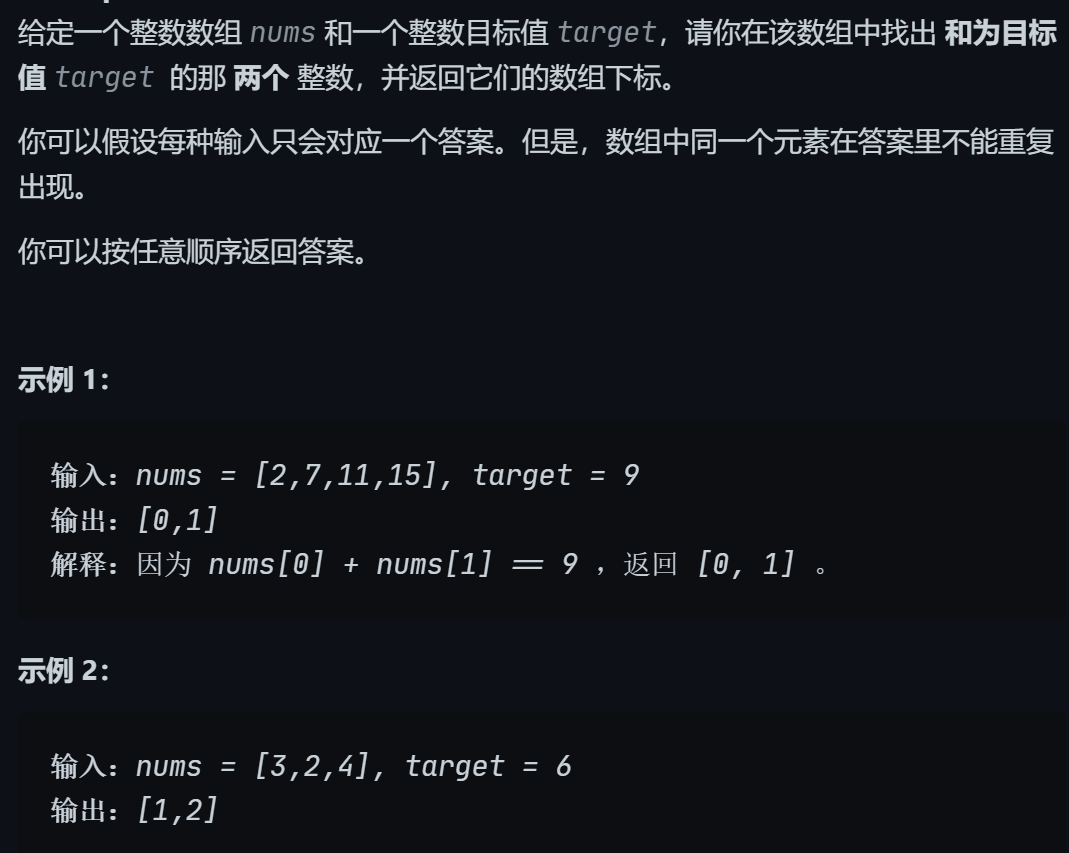 给定一个整数数组 nums 和一个整数目标值 target，请你在该数组中找出 和为目标
值 target 的那 两个 整数，并返回它们的数组下标。
你可以假设每种输入只会对应一个答案。但是，数组中同一个元素在答案里不能重复
出现。
你可以按任意顺序返回答案。
示例 1：
输入：nums = [2,7,11,15], target = 9
输出：[0,1]
解释：因为 nums[0] + nums[1] == 9 ，返回 [0, 1] 。
示例 2：
输入：nums = [3,2,4], target = 6
输出：[1,2]